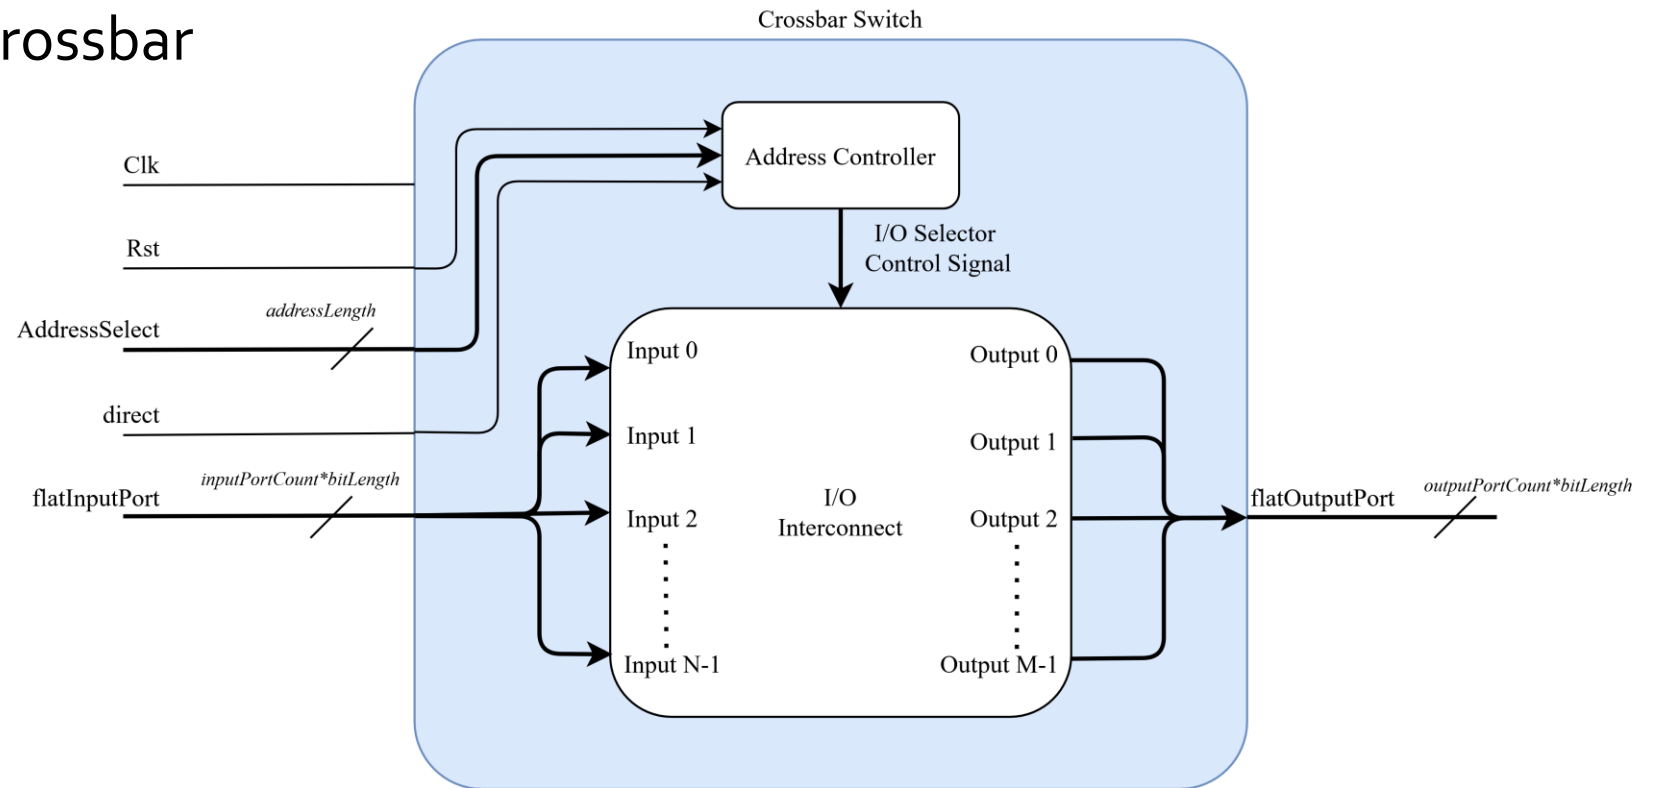 rossbar
Crossbar Switch
Clk
Rst
addressLength
AddressSelect
direct
inputPortCount*bitLength
flatInputPort
Address Controller
I/O Selector
Control Signal
Input 0
Input 1
Input 2
Input N-1
I/O
Interconnect
Output 0
Output 1
Output 2
Output M-1
flatOutputPort
outputPortCount*bitLength